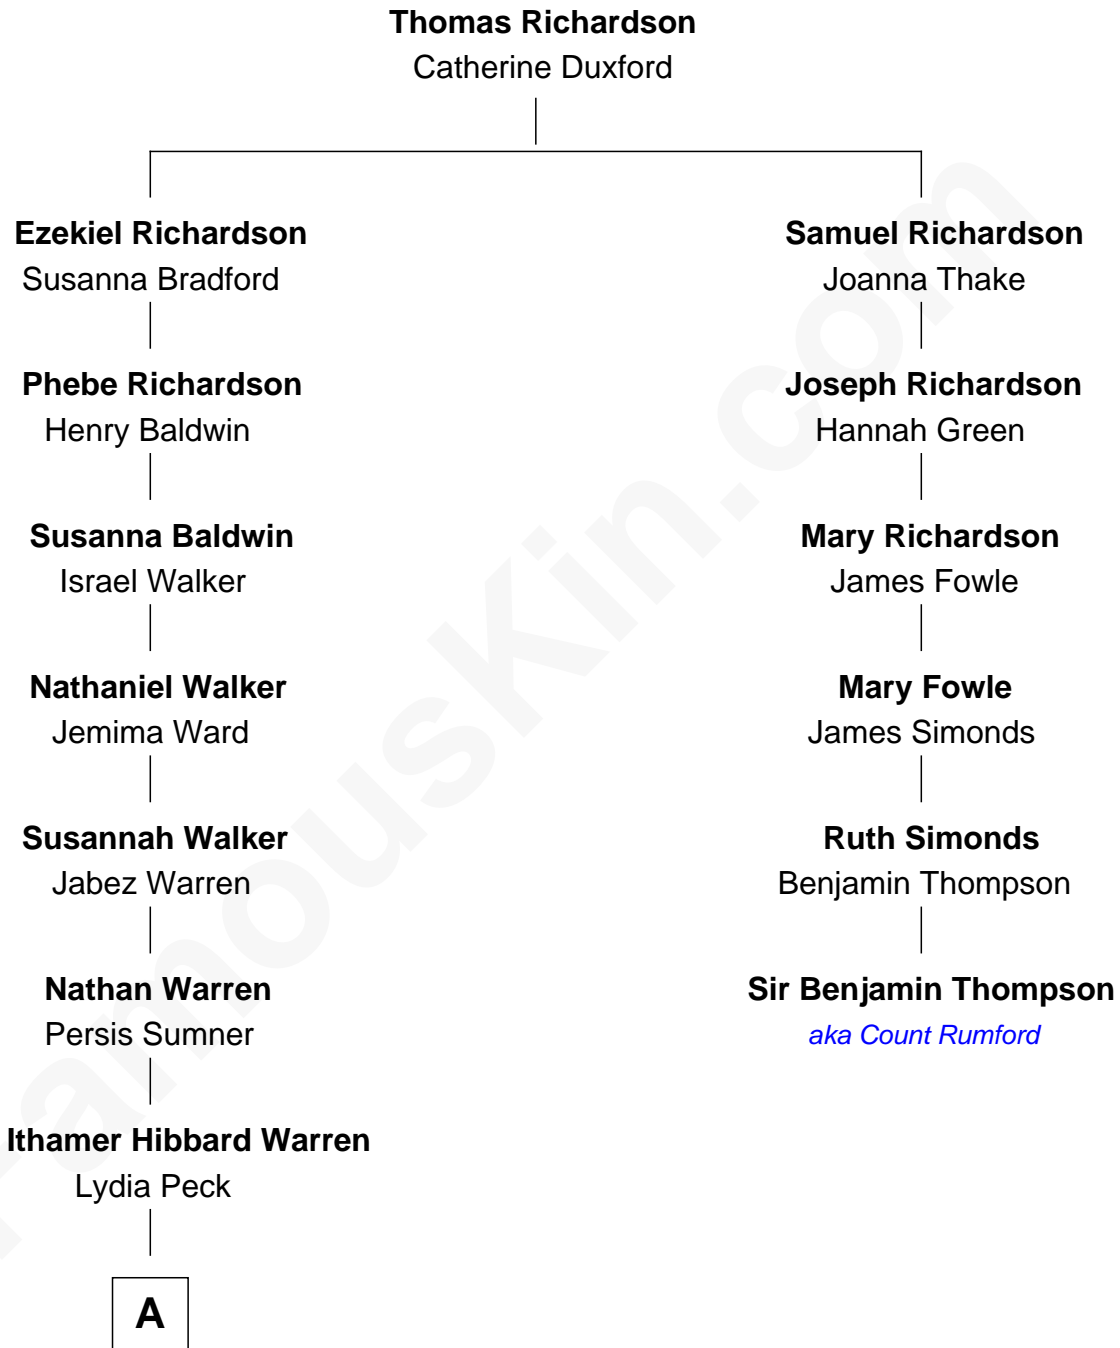 Thomas Richardson
Catherine Duxford
Ezekiel Richardson
Susanna Bradford
Samuel Richardson
Joanna Thake
Phebe Richardson
Henry Baldwin
Joseph Richardson
Hannah Green
Susanna Baldwin
Israel Walker
Mary Richardson
James Fowle
Nathaniel Walker
Jemima Ward
Mary Fowle
James Simonds
Susannah Walker
Jabez Warren
Ruth Simonds
Benjamin Thompson
Nathan Warren
Persis Sumner
Sir Benjamin Thompson
aka Count Rumford
Ithamer Hibbard Warren
Lydia Peck
A
FamousKin.com